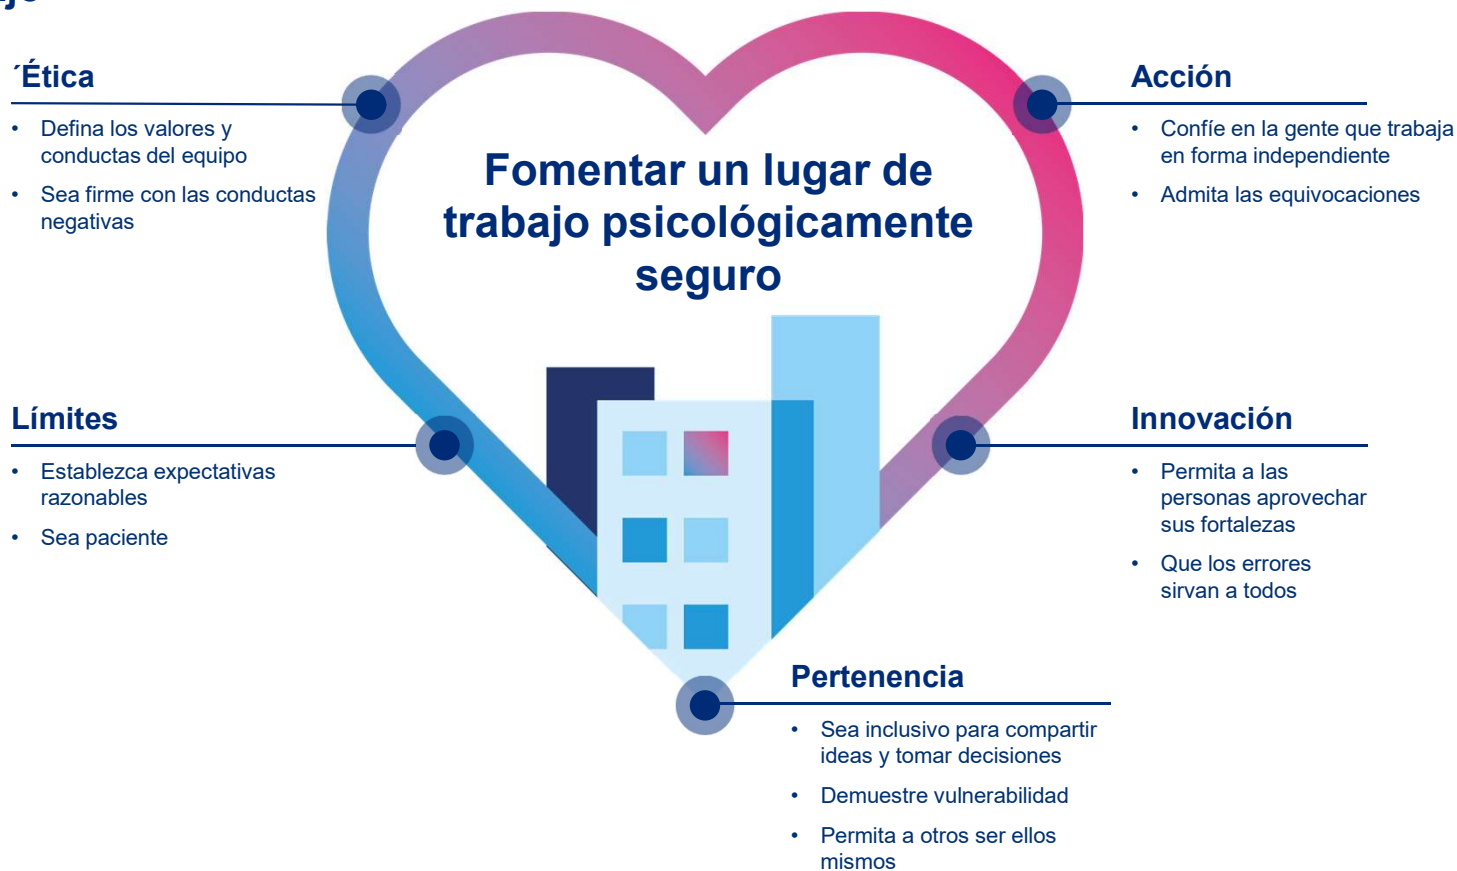 ´Ética
• Defina los valores y
conductas del equipo
• Sea firme con las conductas
negativas
Fomentar un lugar de
trabajo psicológicamente
seguro
Acción
• Confíe en la gente que trabaja
en forma independiente
• Admita las equivocaciones
Límites
• Establezca expectativas
razonables
• Sea paciente
Innovación
• Permita a las
personas aprovechar
sus fortalezas
• Que los errores
sirvan a todos
Pertenencia
• Sea inclusivo para compartir
ideas y tomar decisiones
• Demuestre vulnerabilidad
• Permita a otros ser ellos
mismos